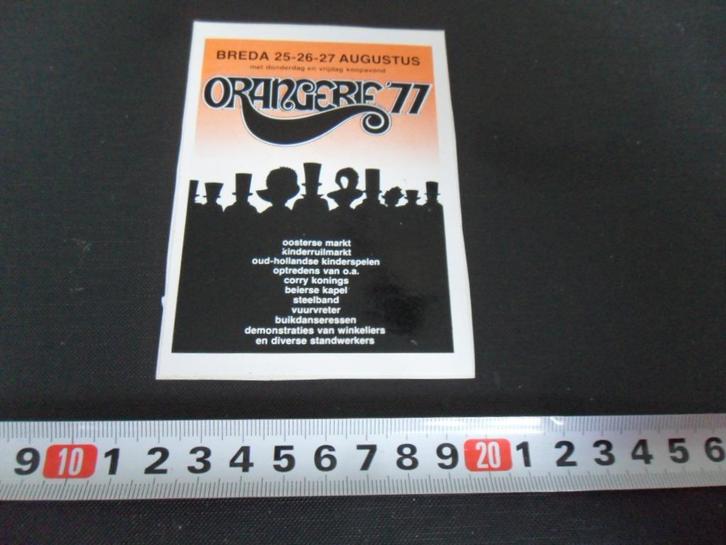 BREDA 25-26-27 AUGUSTUS
met donderdag en vrijdag koopavond
ORANGERIE '77
oosterse markt
kinderruilmarkt
oud-hollandse kinderspelen
optredens van o.a.
corry konings
beierse kapel
steelband
vuurvreter
buikdanseressen
demonstraties van winkeliers
en diverse standwerkers
9 10 1 2 3 4 5 6 7 8 9 20 1 2 3 4 5 6